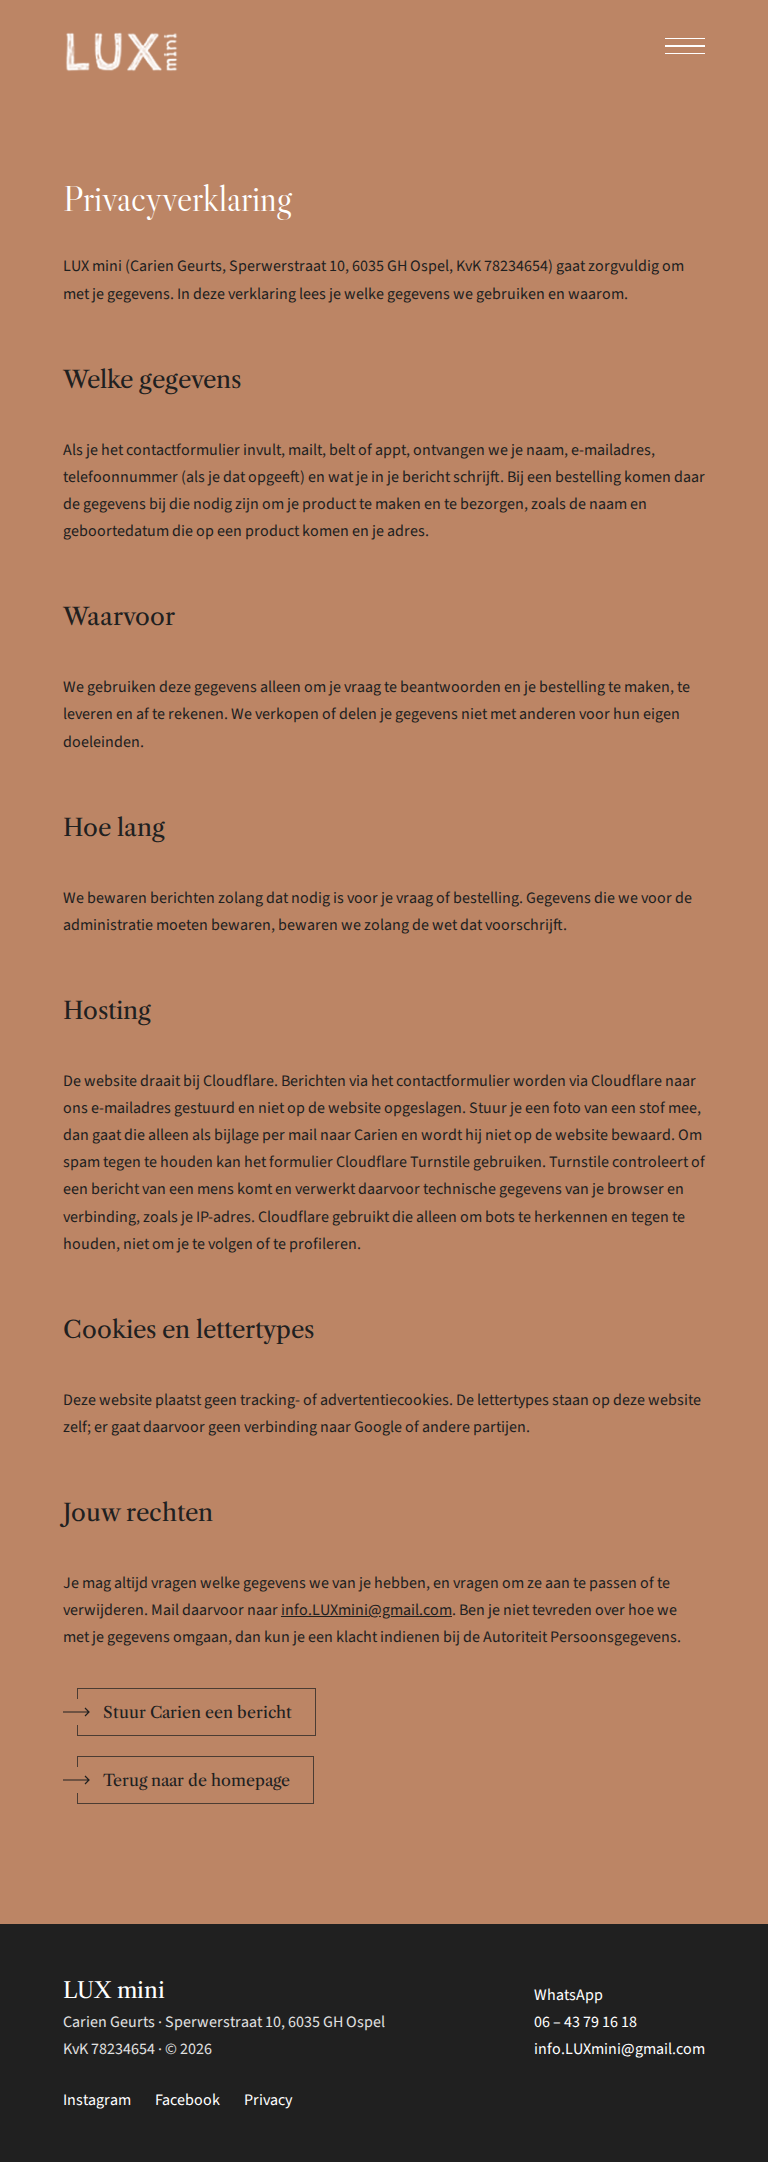 LUX mini
Privacyverklaring
LUX mini (Carien Geurts, Sperwerstraat 10, 6035 GH Ospel, KvK 78234654) gaat zorgvuldig om
met je gegevens. In deze verklaring lees je welke gegevens we gebruiken en waarom.
Welke gegevens
Als je het contactformulier invult, mailt, belt of appt, ontvangen we je naam, e-mailadres,
telefoonnummer (als je dat opgeeft) en wat je in je bericht schrijft. Bij een bestelling komen daar
de gegevens bij die nodig zijn om je product te maken en te bezorgen, zoals de naam en
geboortedatum die op een product komen en je adres.
Waarvoor
We gebruiken deze gegevens alleen om je vraag te beantwoorden en je bestelling te maken, te
leveren en af te rekenen. We verkopen of delen je gegevens niet met anderen voor hun eigen
doeleinden.
Hoe lang
We bewaren berichten zolang dat nodig is voor je vraag of bestelling. Gegevens die we voor de
administratie moeten bewaren, bewaren we zolang de wet dat voorschrijft.
Hosting
De website draait bij Cloudflare. Berichten via het contactformulier worden via Cloudflare naar
ons e-mailadres gestuurd en niet op de website opgeslagen. Stuur je een foto van een stof mee,
dan gaat die alleen als bijlage per mail naar Carien en wordt hij niet op de website bewaard. Om
spam tegen te houden kan het formulier Cloudflare Turnstile gebruiken. Turnstile controleert of
een bericht van een mens komt en verwerkt daarvoor technische gegevens van je browser en
verbinding, zoals je IP-adres. Cloudflare gebruikt die alleen om bots te herkennen en tegen te
houden, niet om je te volgen of te profileren.
Cookies en lettertypes
Deze website plaatst geen tracking- of advertentiecookies. De lettertypes staan op deze website
zelf; er gaat daarvoor geen verbinding naar Google of andere partijen.
Jouw rechten
Je mag altijd vragen welke gegevens we van je hebben, en vragen om ze aan te passen of te
verwijderen. Mail daarvoor naar info.LUXmini@gmail.com. Ben je niet tevreden over hoe we
met je gegevens omgaan, dan kun je een klacht indienen bij de Autoriteit Persoonsgegevens.
Stuur Carien een bericht
Terug naar de homepage
LUX mini
Carien Geurts · Sperwerstraat 10, 6035 GH Ospel
KvK 78234654 · © 2026
WhatsApp
06 – 43 79 16 18
info.LUXmini@gmail.com
Instagram Facebook Privacy